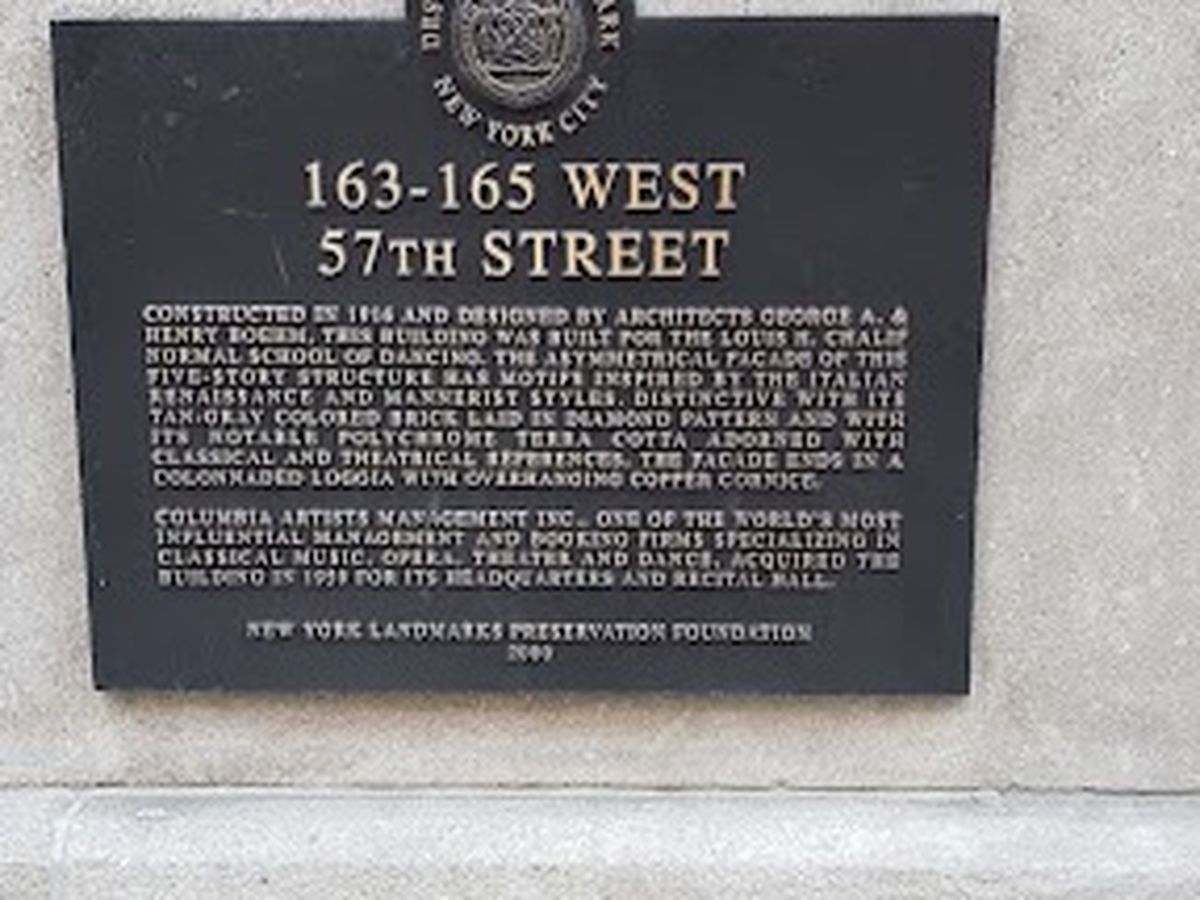 NEW YORK CITY
163-165 WEST
57TH STREET
CONSTRUCTED IN 1916 AND DESIGNED BY ARCHITECTS GEORGE A. &
HENRY BOEHM, THIS BUILDING WAS BUILT FOR THE LOUIS H. CHALIF
NORMAL SCHOOL OF DANCING. THE ASYMMETRICAL FACADE OF THIS
FIVE-STORY STRUCTURE HAS MOTIFS INSPIRED BY THE ITALIAN
RENAISSANCE AND MANNERIST STYLES. DISTINCTIVE WITH ITS
TAN-GRAY COLORED BRICK LAID IN DIAMOND PATTERN AND WITH
ITS NOTABLE POLYCHROME TERRA COTTA ADORNED WITH
CLASSICAL AND THEATRICAL REFERENCES. THE FACADE ENDS IN A
COLONNADED LOGGIA WITH OVERHANGING COPPER CORNICE.
COLUMBIA ARTISTS MANAGEMENT INC., ONE OF THE WORLD'S MOST
INFLUENTIAL MANAGEMENT AND BOOKING FIRMS SPECIALIZING IN
CLASSICAL MUSIC, OPERA, THEATER AND DANCE, ACQUIRED THE
BUILDING IN 1959 FOR ITS HEADQUARTERS AND RECITAL HALL.
NEW YORK LANDMARKS PRESERVATION FOUNDATION